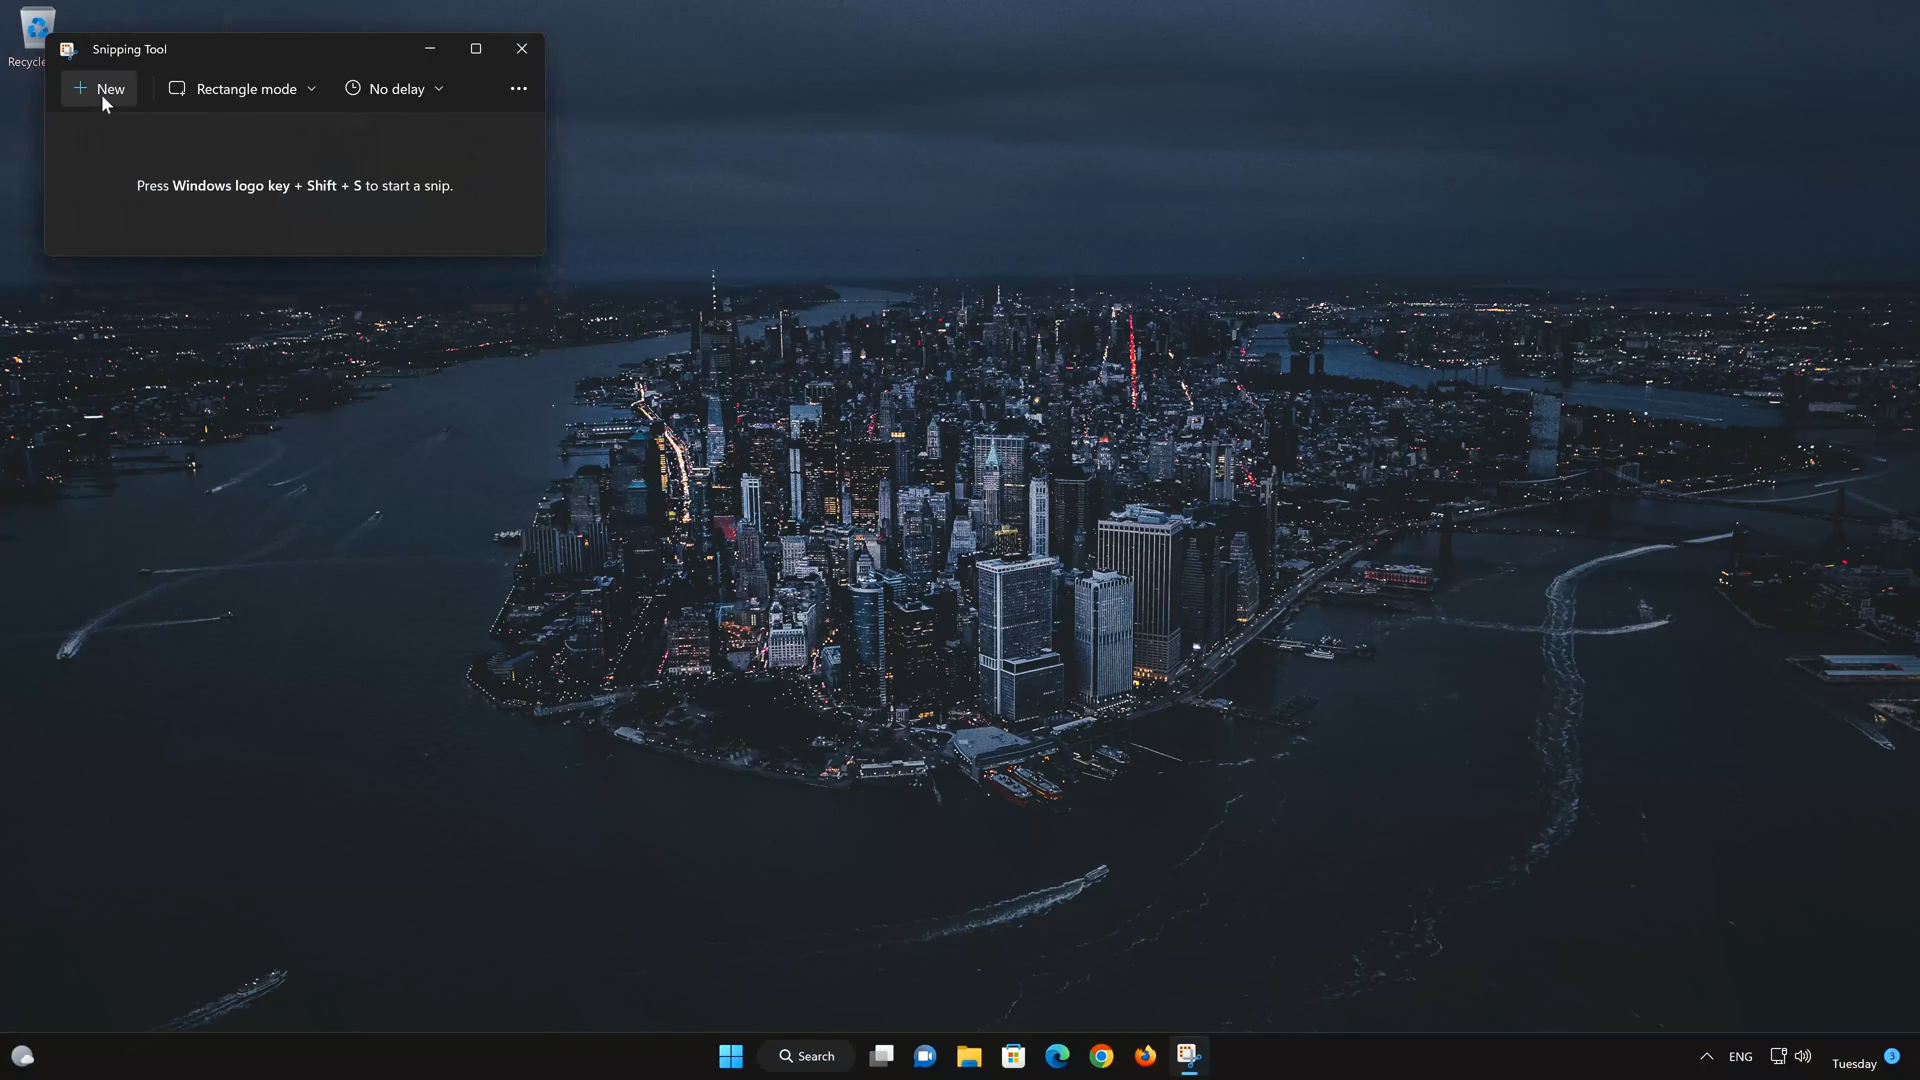 Recycle
Snipping Tool
New
Rectangle mode
No delay
Press Windows logo key + Shift + S to start a snip.
Search
ENG
Tuesday
3